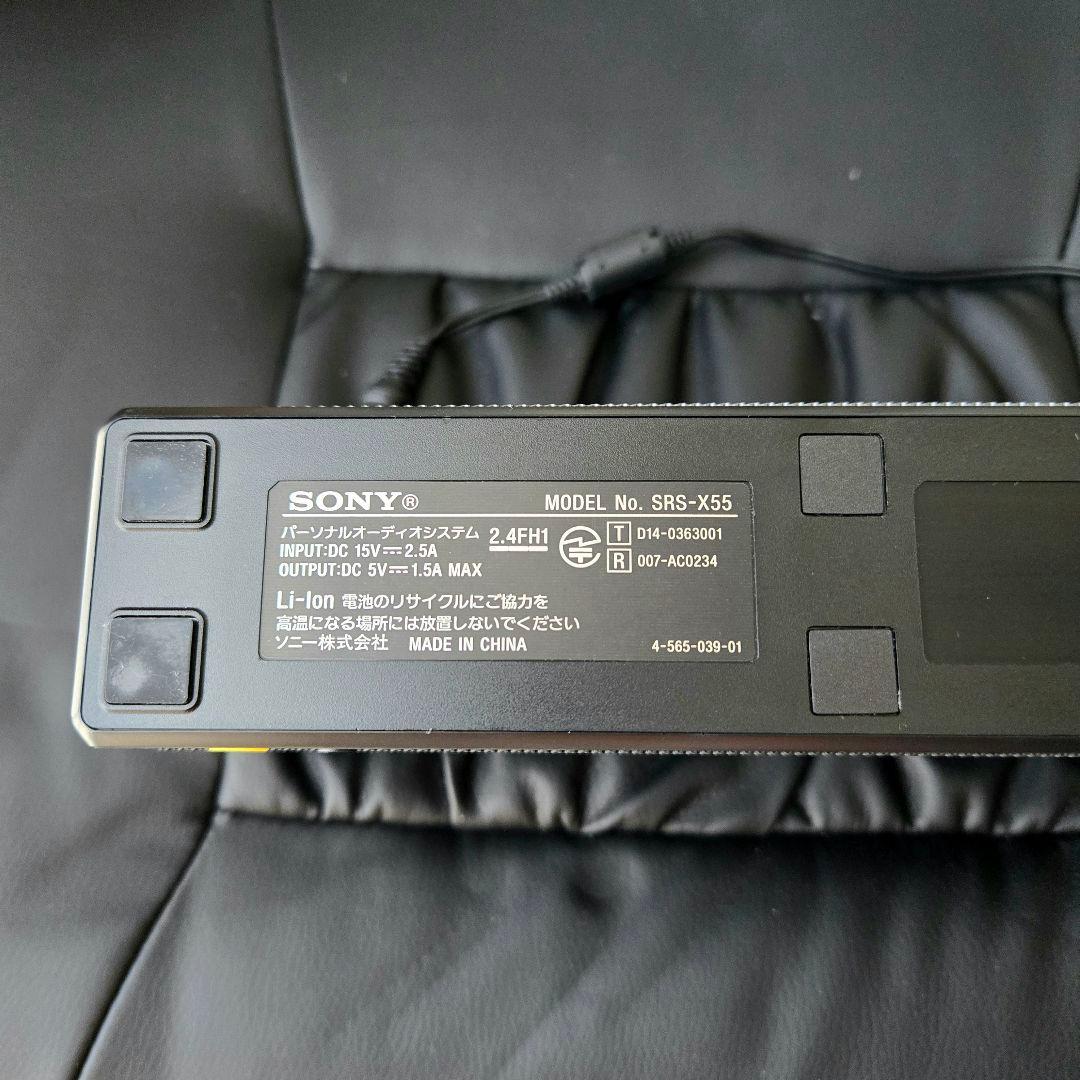 SONY® MODEL No. SRS-X55
パーソナルオーディオシステム 2.4FH1 T D14-0363001
INPUT:DC 15V⎓2.5A
OUTPUT:DC 5V⎓1.5A MAX R 007-AC0234
Li-Ion 電池のリサイクルにご協力を
高温になる場所には放置しないでください
ソニー株式会社 MADE IN CHINA 4-565-039-01